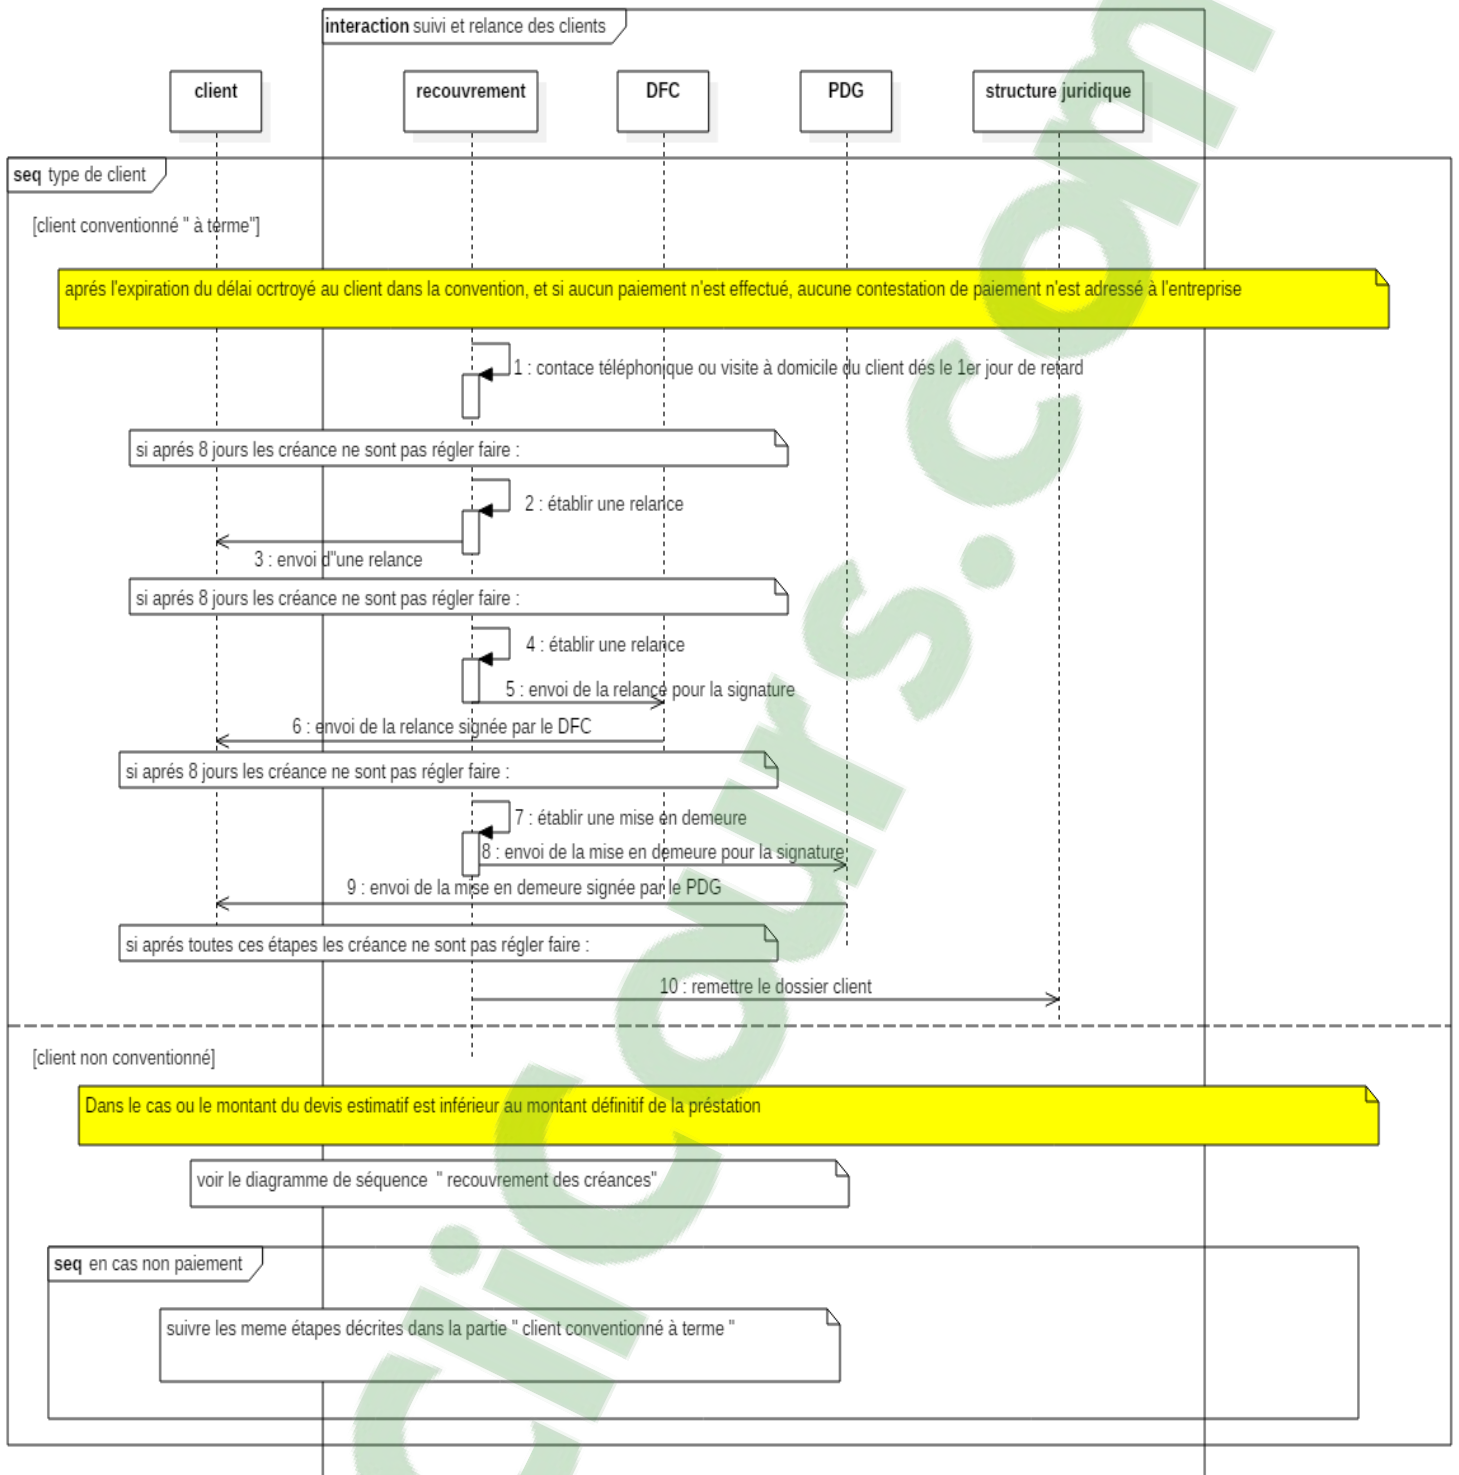 interaction suivi et relance des clients
client
recouvrement
DFC
PDG
structure juridique
seq type de client
[client conventionné " à terme"]
aprés l'expiration du délai ocrtroyé au client dans la convention, et si aucun paiement n'est effectué, aucune contestation de paiement n'est adressé à l'entreprise
1 : contace téléphonique ou visite à domicile du client dés le 1er jour de retard
si aprés 8 jours les créance ne sont pas régler faire :
2 : établir une relance
3 : envoi d"une relance
si aprés 8 jours les créance ne sont pas régler faire :
4 : établir une relance
5 : envoi de la relance pour la signature
6 : envoi de la relance signée par le DFC
si aprés 8 jours les créance ne sont pas régler faire :
7 : établir une mise en demeure
8 : envoi de la mise en demeure pour la signature
9 : envoi de la mise en demeure signée par le PDG
si aprés toutes ces étapes les créance ne sont pas régler faire :
10 : remettre le dossier client
[client non conventionné]
Dans le cas ou le montant du devis estimatif est inférieur au montant définitif de la préstation
voir le diagramme de séquence " recouvrement des créances"
seq en cas non paiement
suivre les meme étapes décrites dans la partie " client conventionné à terme "
CliCours.com